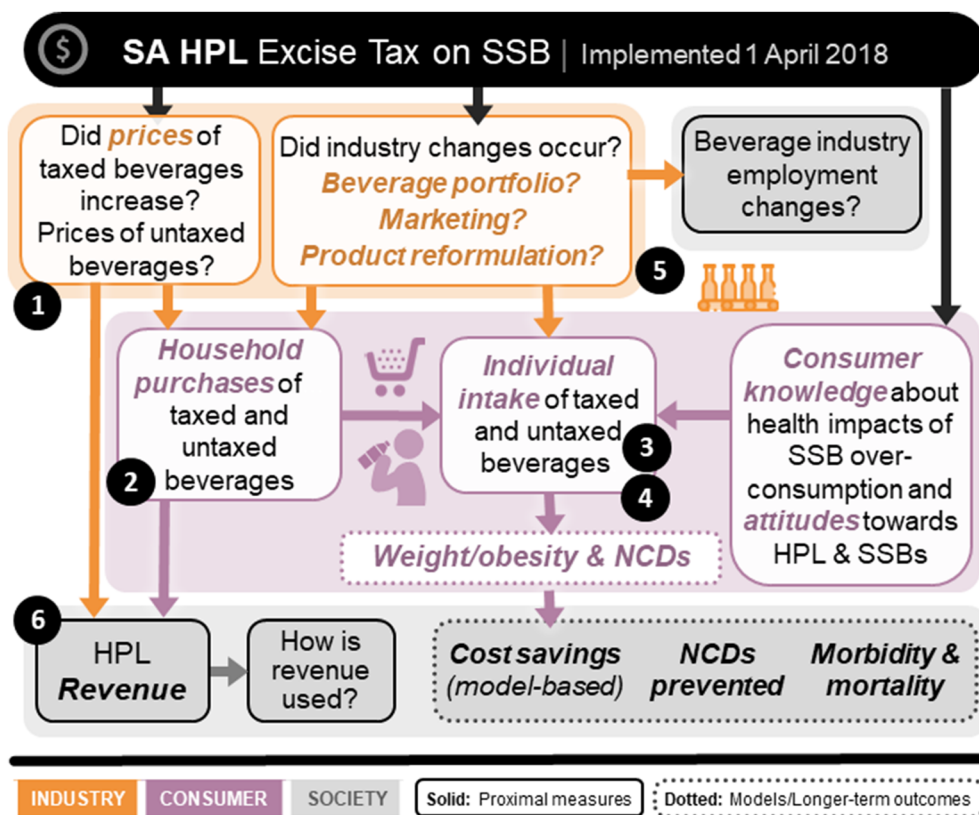 $
SA HPL Excise Tax on SSB | Implemented 1 April 2018
Did prices of
taxed beverages
increase?
Prices of untaxed
beverages?
1
Did industry changes occur?
Beverage portfolio?
Marketing?
Product reformulation?
5
Beverage industry
employment
changes?
Household
purchases of
taxed and
untaxed
beverages
2
Individual
intake of taxed
and untaxed
beverages
3
4
Consumer
knowledge about
health impacts of
SSB over-
consumption and
attitudes towards
HPL & SSBs
Weight/obesity & NCDs
6
HPL
Revenue
How is
revenue
used?
Cost savings
(model-based)
NCDs
prevented
Morbidity &
mortality
INDUSTRY
CONSUMER
SOCIETY
Solid: Proximal measures
Dotted: Models/Longer-term outcomes